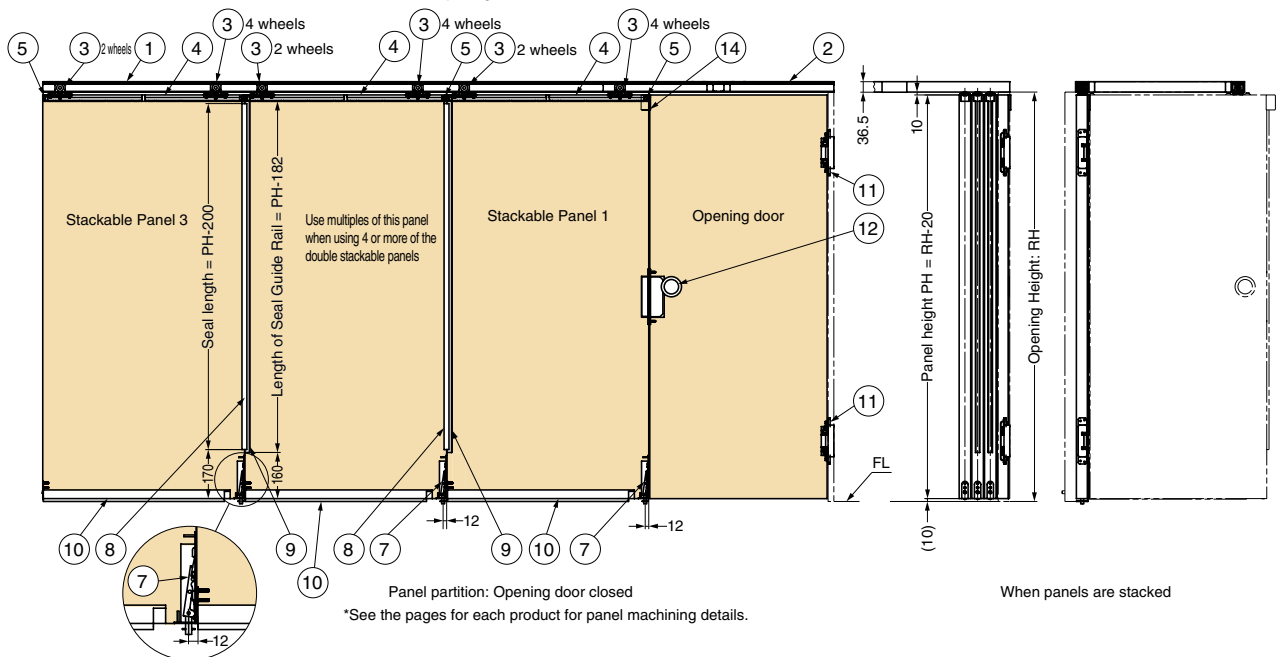 3 4 wheels
3 4 wheels
3 4 wheels
5
3 2 wheels
1
4
3 2 wheels
4
5
3 2 wheels
4
5
14
2
36.5
10
Seal length = PH-200
Length of Seal Guide Rail = PH-182
Stackable Panel 3
Use multiples of this panel
when using 4 or more of the
double stackable panels
Stackable Panel 1
Opening door
11
12
Panel height PH = RH-20
Opening Height: RH
11
170
160
FL
12
12
(10)
10
8
9
10
8
7
9
10
7
7
12
Panel partition: Opening door closed
*See the pages for each product for panel machining details.
When panels are stacked